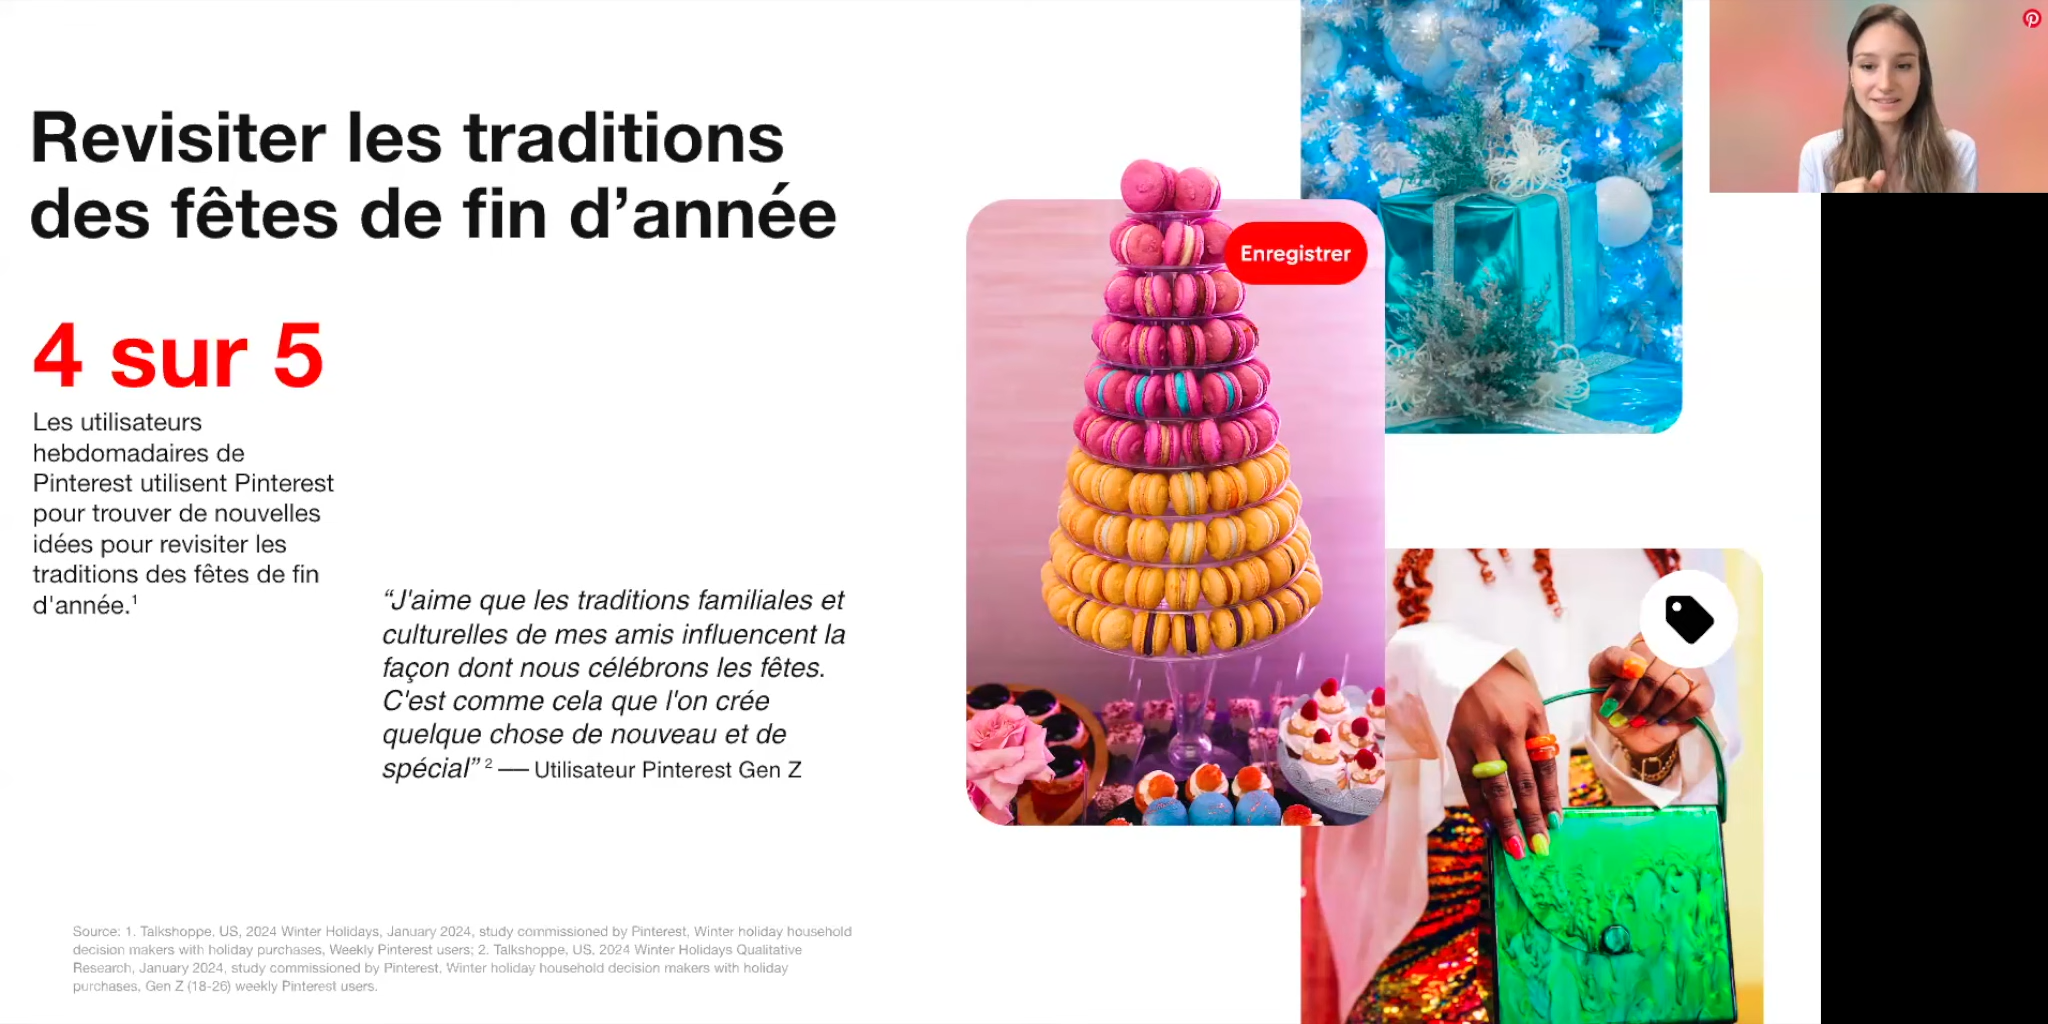 Revisiter les traditions
des fêtes de fin d’année
4 sur 5
Les utilisateurs
hebdomadaires de
Pinterest utilisent Pinterest
pour trouver de nouvelles
idées pour revisiter les
traditions des fêtes de fin
d'année.¹
“J'aime que les traditions familiales et
culturelles de mes amis influencent la
façon dont nous célébrons les fêtes.
C'est comme cela que l'on crée
quelque chose de nouveau et de
spécial” ² — Utilisateur Pinterest Gen Z
Enregistrer
Source: 1. Talkshoppe, US, 2024 Winter Holidays, January 2024, study commissioned by Pinterest, Winter holiday household
decision makers with holiday purchases, Weekly Pinterest users; 2. Talkshoppe, US, 2024 Winter Holidays Qualitative
Research, January 2024, study commissioned by Pinterest, Winter holiday household decision makers with holiday
purchases, Gen Z (18-26) weekly Pinterest users.